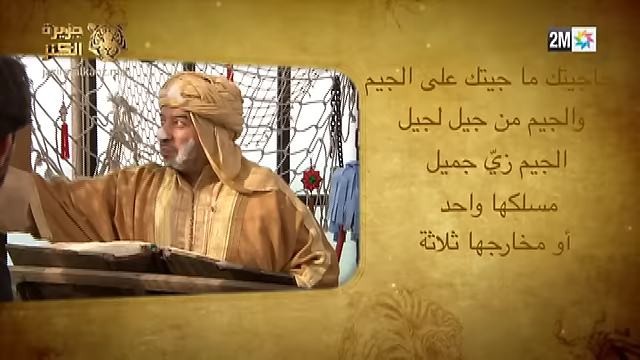 جزيرة
الكنز
2M
حاجيتك ما جيتك على الجيم
والجيم من جيل لجيل
الجيم زيّ جميل
مسلكها واحد
أو مخارجها ثلاثة